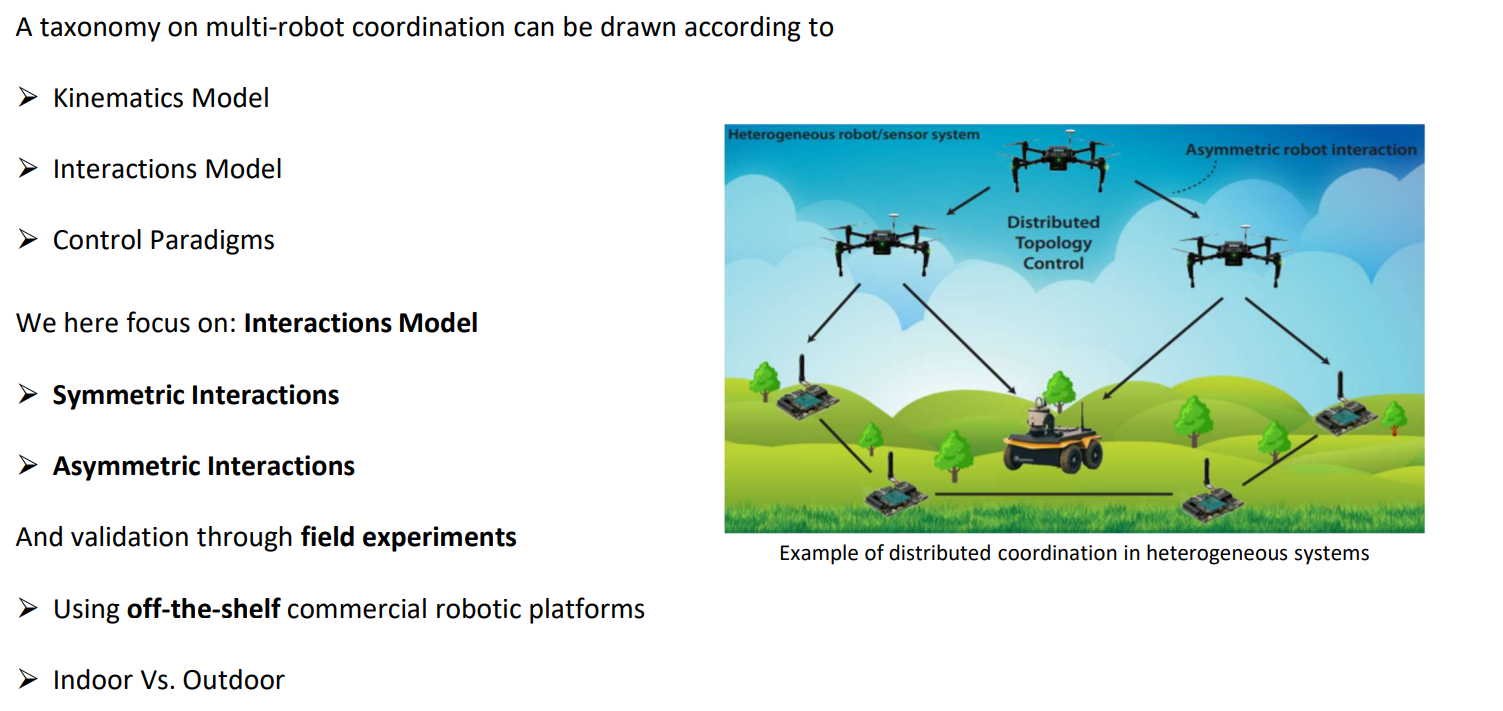 A taxonomy on multi-robot coordination can be drawn according to
➢ Kinematics Model
➢ Interactions Model
➢ Control Paradigms
We here focus on: Interactions Model
➢ Symmetric Interactions
➢ Asymmetric Interactions
And validation through field experiments
➢ Using off-the-shelf commercial robotic platforms
➢ Indoor Vs. Outdoor
Heterogeneous robot/sensor system
Asymmetric robot interaction
Distributed
Topology
Control
Example of distributed coordination in heterogeneous systems